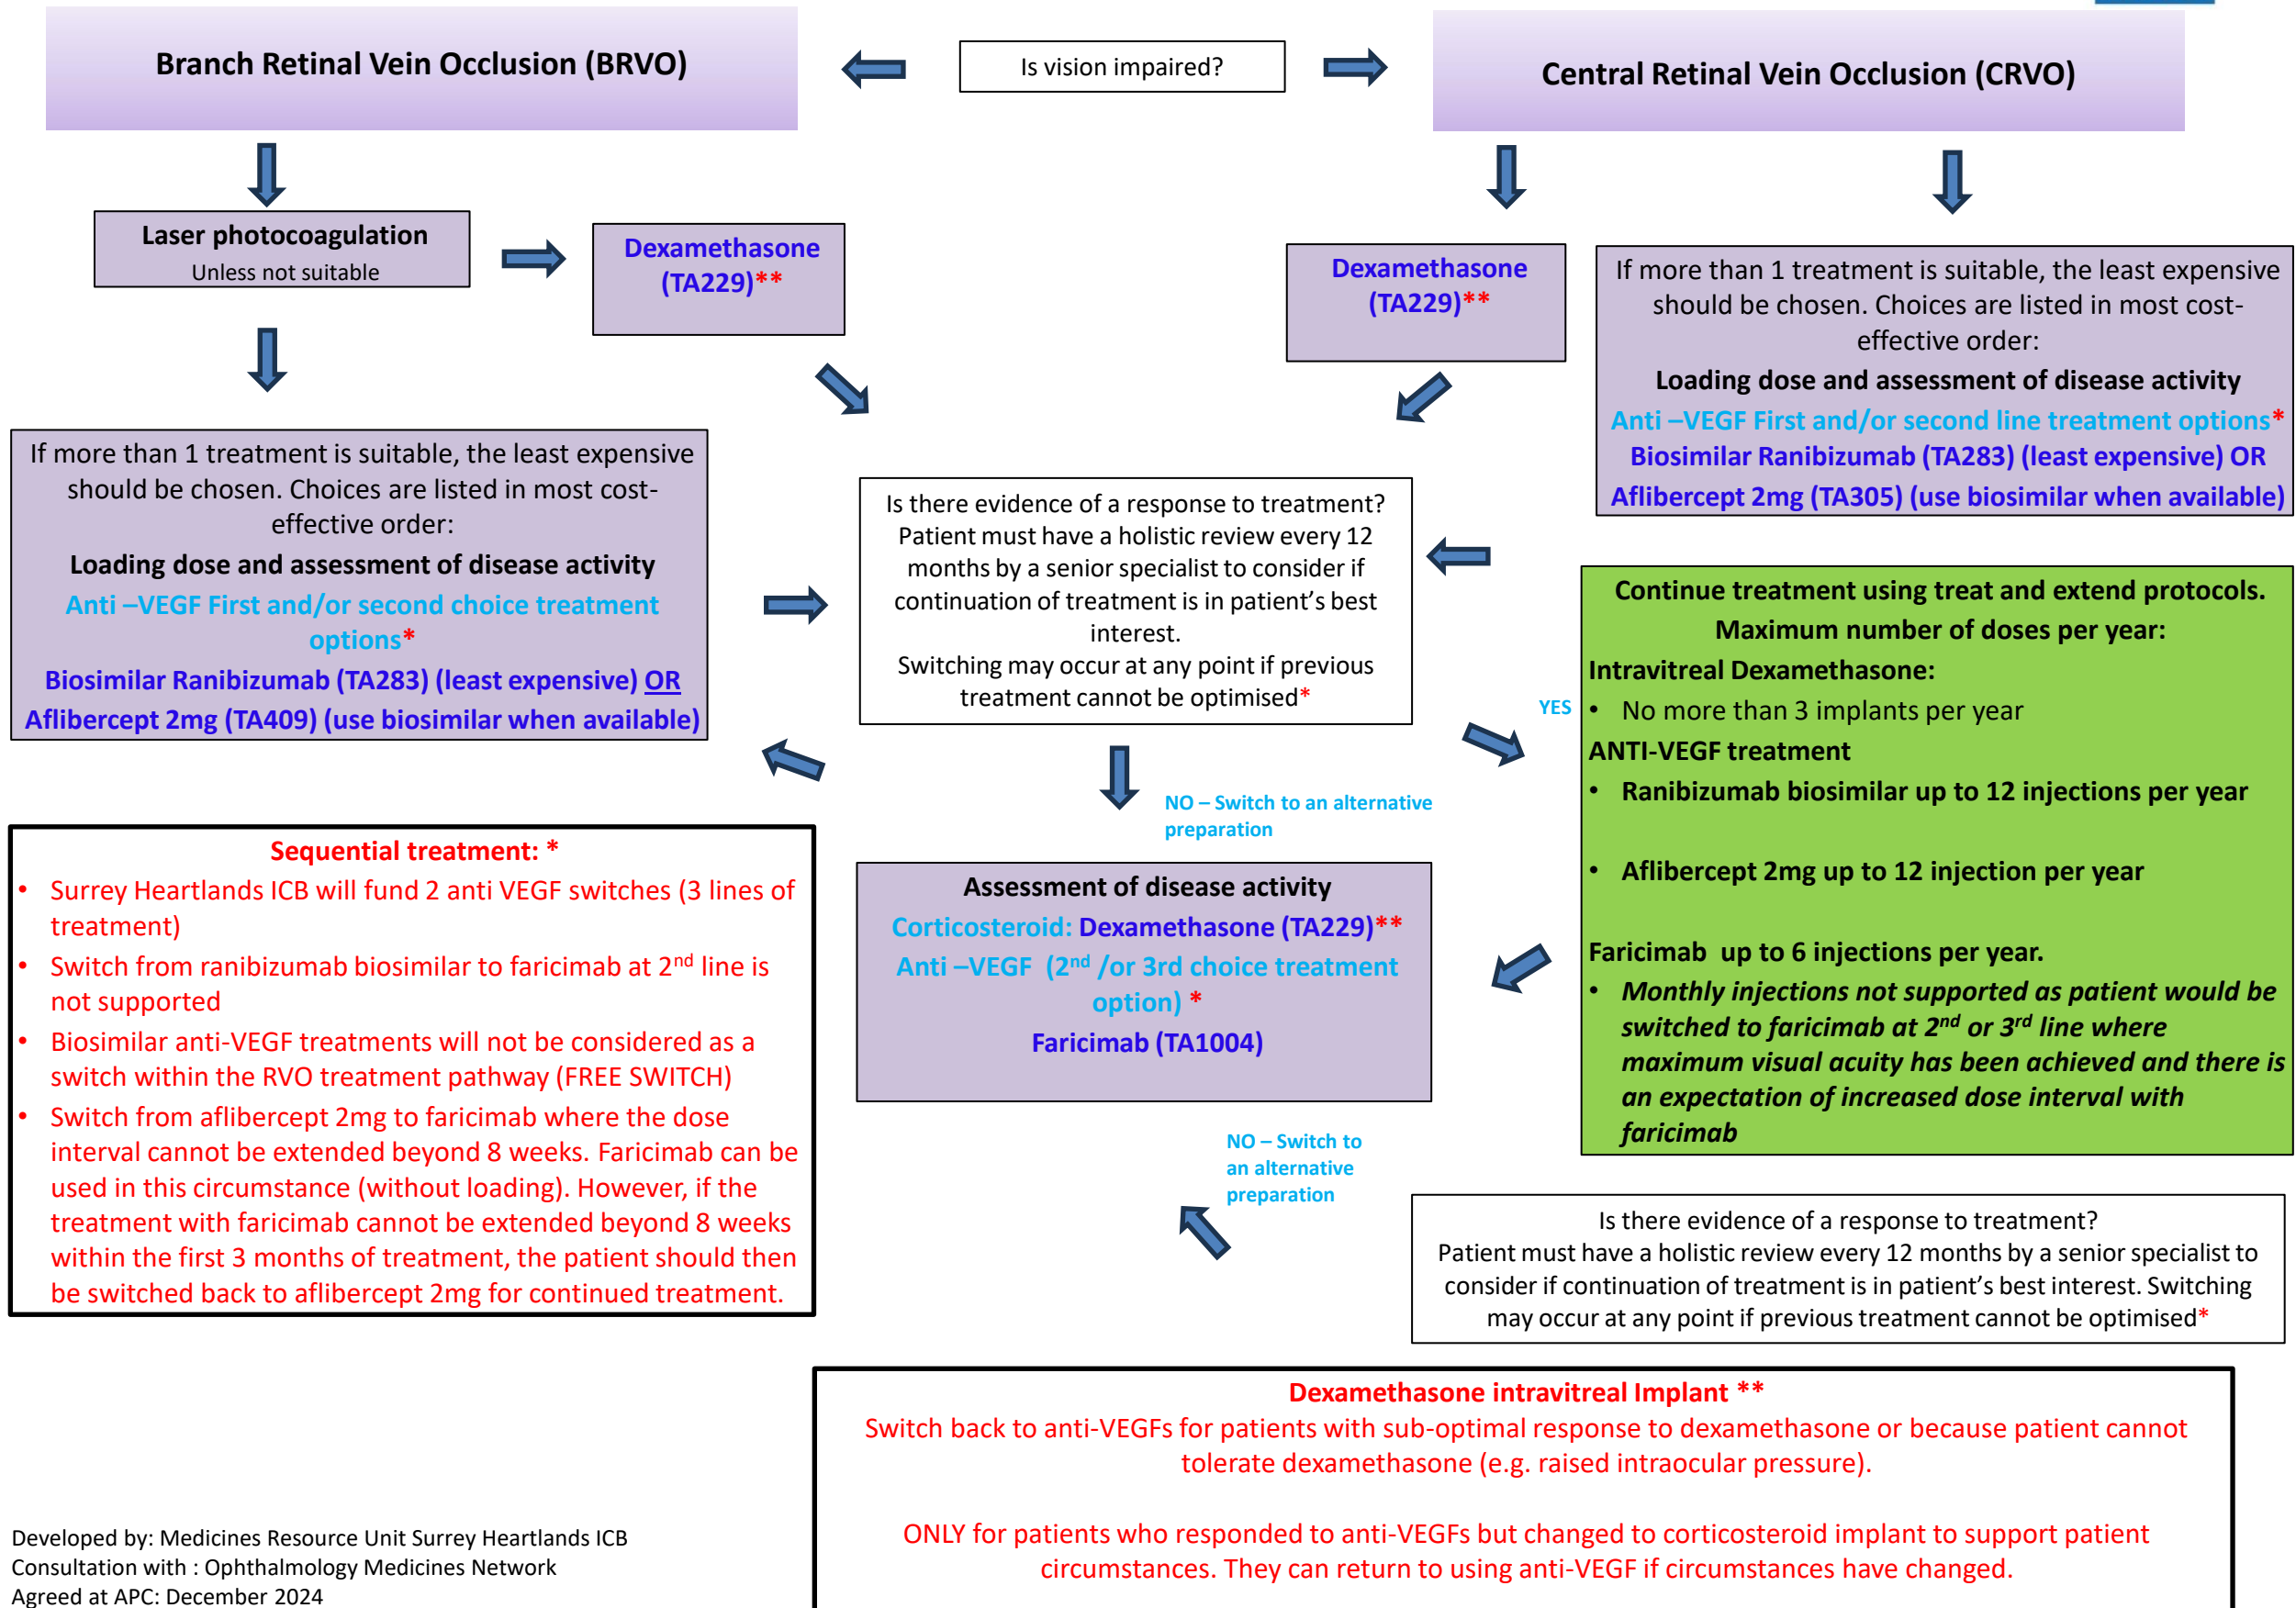 Branch Retinal Vein Occlusion (BRVO)
Is vision impaired?
Central Retinal Vein Occlusion (CRVO)
Laser photocoagulation
Unless not suitable
Dexamethasone
(TA229)**
Dexamethasone
(TA229)**
If more than 1 treatment is suitable, the least expensive
should be chosen. Choices are listed in most cost-
effective order:
Loading dose and assessment of disease activity
Anti –VEGF First and/or second line treatment options*
Biosimilar Ranibizumab (TA283) (least expensive) OR
Aflibercept 2mg (TA305) (use biosimilar when available)
If more than 1 treatment is suitable, the least expensive
should be chosen. Choices are listed in most cost-
effective order:
Loading dose and assessment of disease activity
Anti –VEGF First and/or second choice treatment
options*
Biosimilar Ranibizumab (TA283) (least expensive) OR
Aflibercept 2mg (TA409) (use biosimilar when available)
Is there evidence of a response to treatment?
Patient must have a holistic review every 12
months by a senior specialist to consider if
continuation of treatment is in patient's best
interest.
Switching may occur at any point if previous
treatment cannot be optimised*
YES
Continue treatment using treat and extend protocols.
Maximum number of doses per year:
Intravitreal Dexamethasone:
• No more than 3 implants per year
ANTI-VEGF treatment
• Ranibizumab biosimilar up to 12 injections per year
• Aflibercept 2mg up to 12 injection per year
Faricimab up to 6 injections per year.
• Monthly injections not supported as patient would be
switched to faricimab at 2nd or 3rd line where
maximum visual acuity has been achieved and there is
an expectation of increased dose interval with
faricimab
NO – Switch to an alternative
preparation
Sequential treatment: *
• Surrey Heartlands ICB will fund 2 anti VEGF switches (3 lines of
treatment)
• Switch from ranibizumab biosimilar to faricimab at 2nd line is
not supported
• Biosimilar anti-VEGF treatments will not be considered as a
switch within the RVO treatment pathway (FREE SWITCH)
• Switch from aflibercept 2mg to faricimab where the dose
interval cannot be extended beyond 8 weeks. Faricimab can be
used in this circumstance (without loading). However, if the
treatment with faricimab cannot be extended beyond 8 weeks
within the first 3 months of treatment, the patient should then
be switched back to aflibercept 2mg for continued treatment.
Assessment of disease activity
Corticosteroid: Dexamethasone (TA229)**
Anti –VEGF (2nd /or 3rd choice treatment
option) *
Faricimab (TA1004)
NO – Switch to
an alternative
preparation
Is there evidence of a response to treatment?
Patient must have a holistic review every 12 months by a senior specialist to
consider if continuation of treatment is in patient's best interest. Switching
may occur at any point if previous treatment cannot be optimised*
Dexamethasone intravitreal Implant **
Switch back to anti-VEGFs for patients with sub-optimal response to dexamethasone or because patient cannot
tolerate dexamethasone (e.g. raised intraocular pressure).
ONLY for patients who responded to anti-VEGFs but changed to corticosteroid implant to support patient
circumstances. They can return to using anti-VEGF if circumstances have changed.
Developed by: Medicines Resource Unit Surrey Heartlands ICB
Consultation with : Ophthalmology Medicines Network
Agreed at APC: December 2024